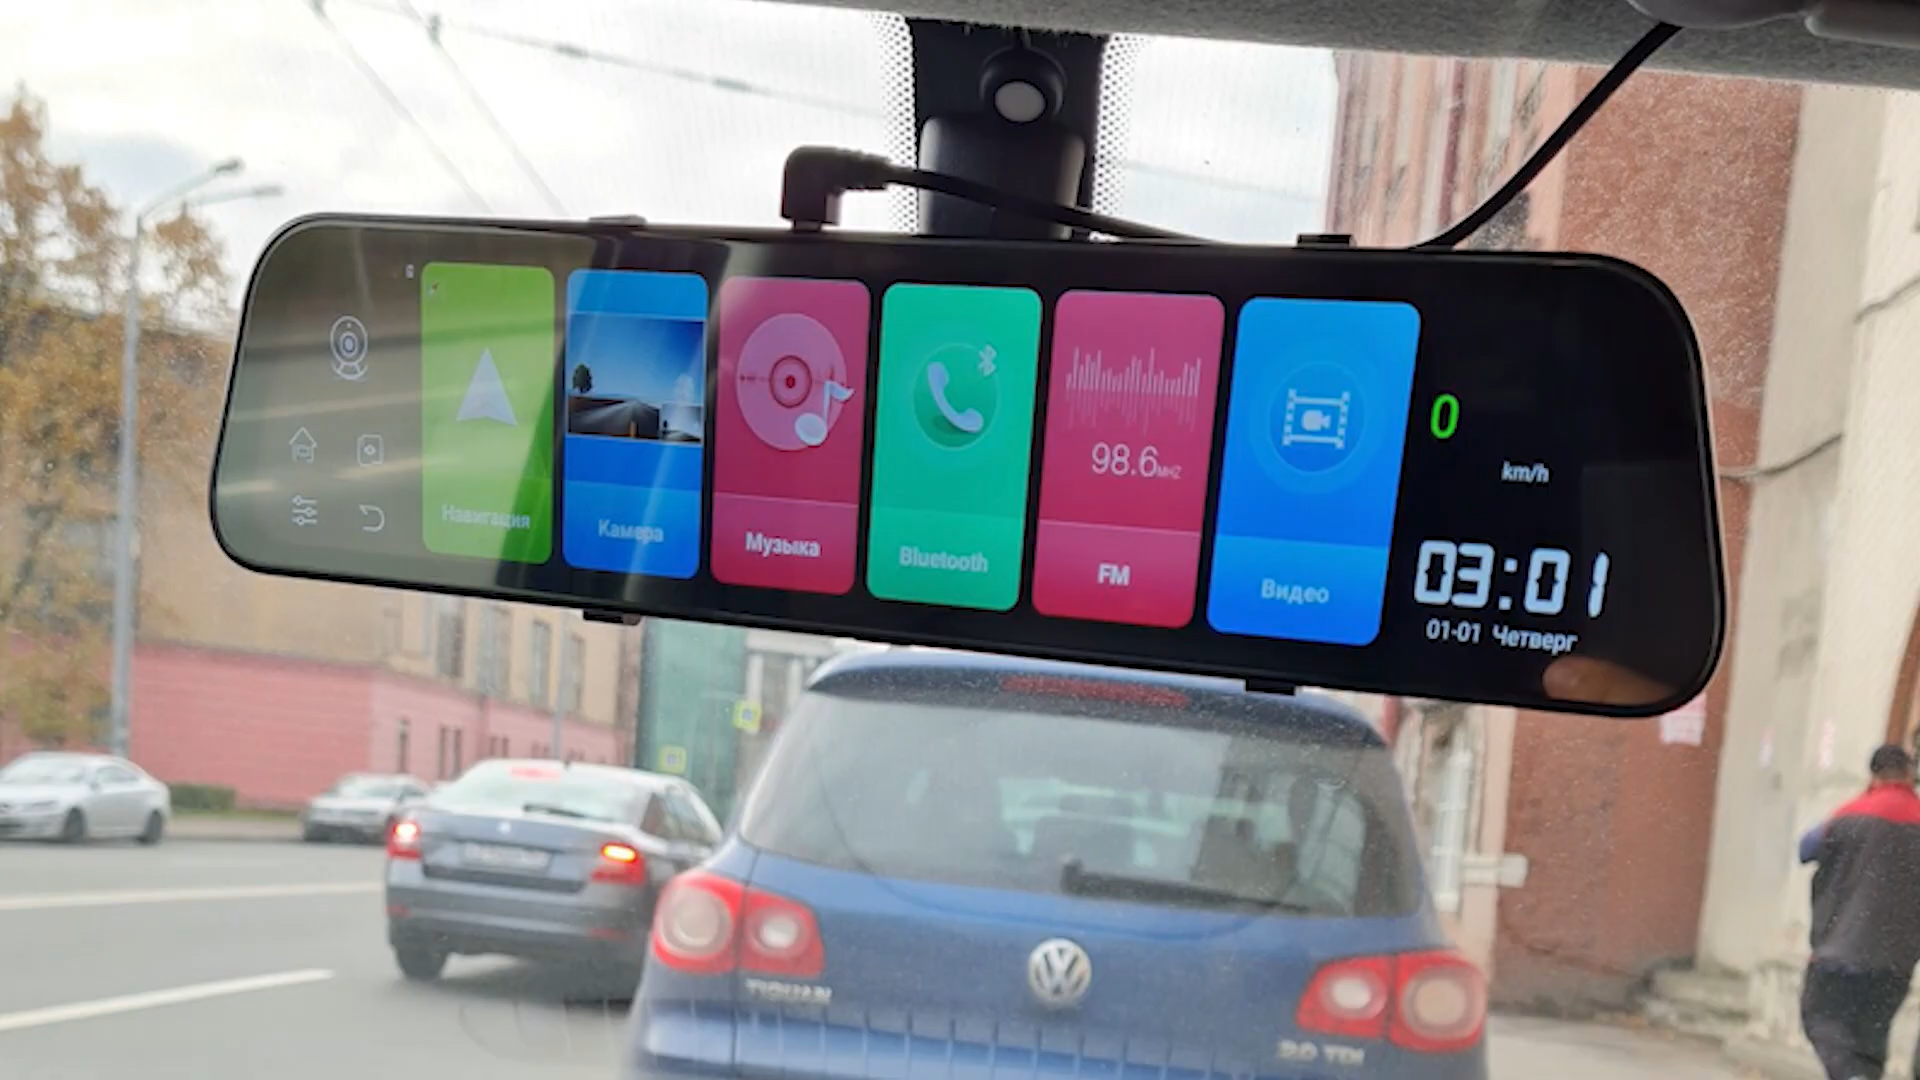 Навигация
Камера
Музыка
Bluetooth
98.6MHZ
FM
Видео
0
km/h
03:01
01-01 Четверг
TIGUAN
2.0 TDI